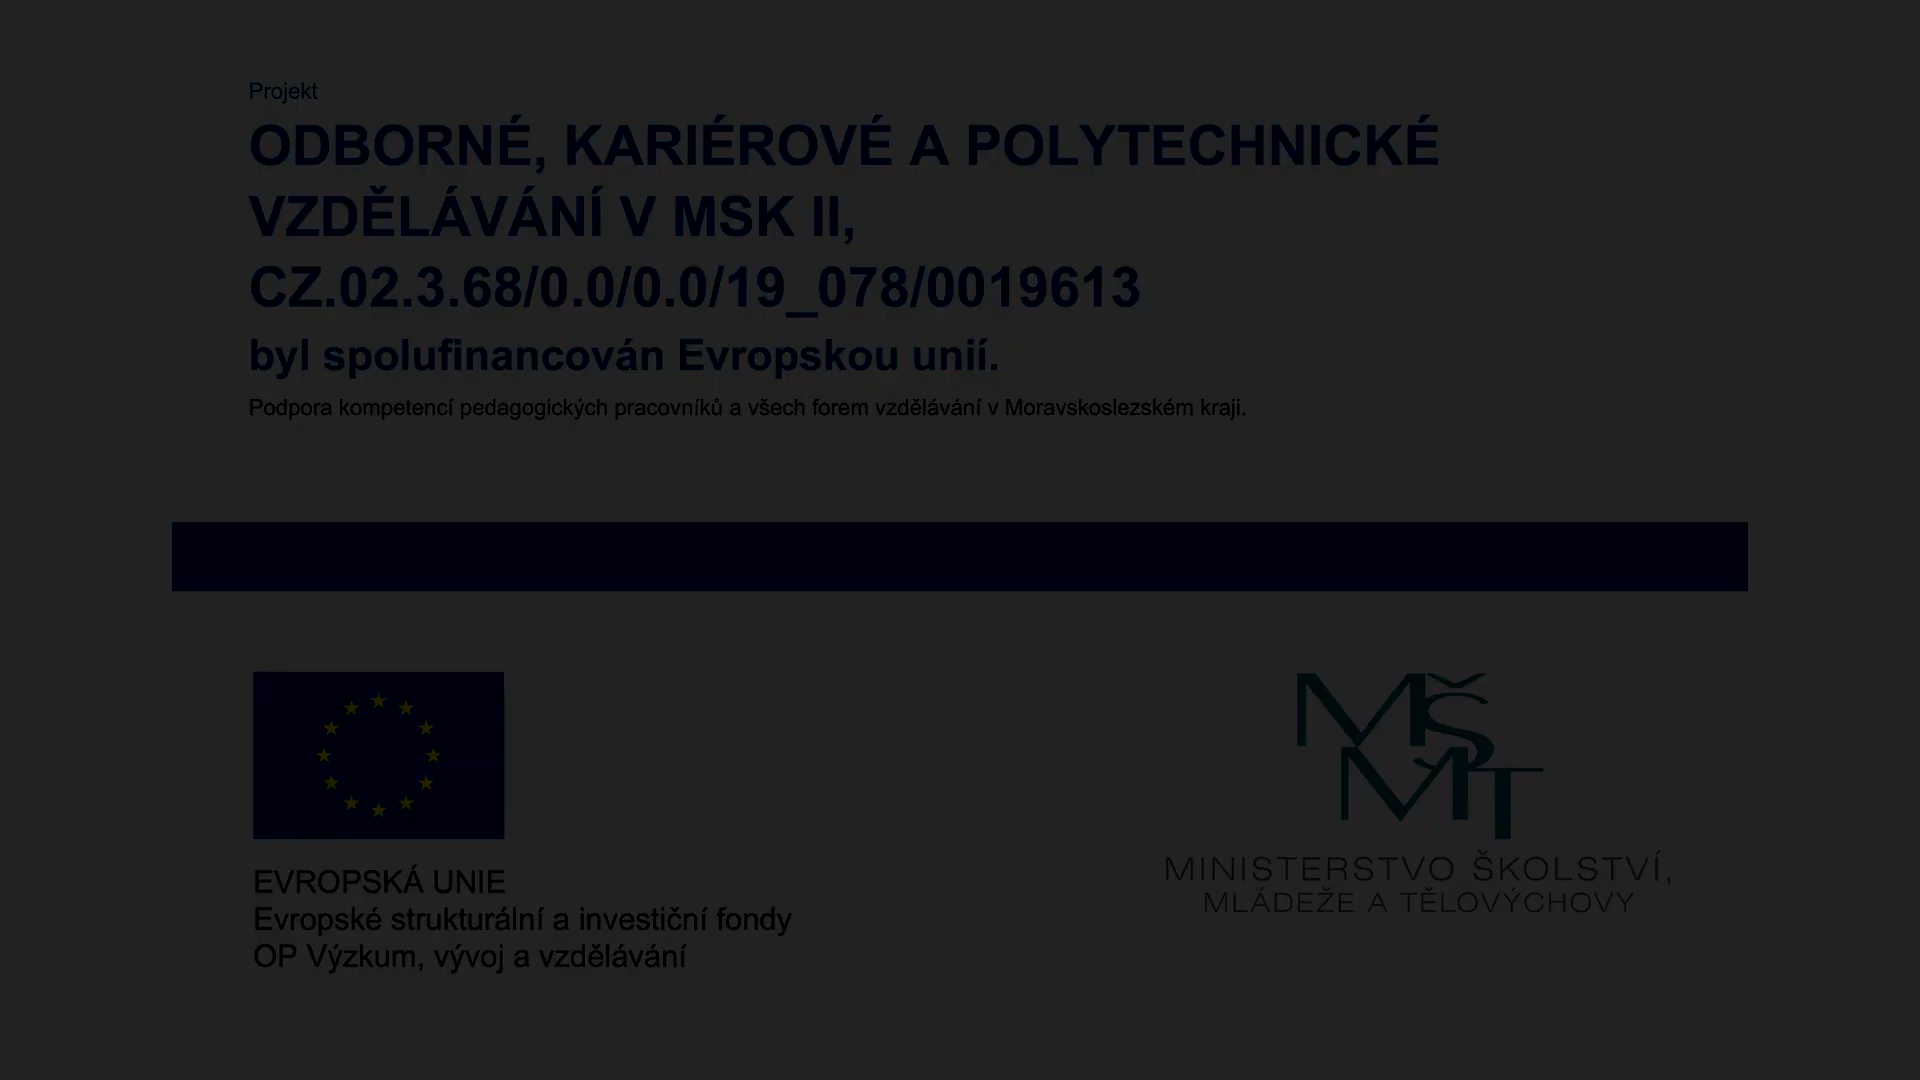 Projekt
ODBORNÉ, KARIÉROVÉ A POLYTECHNICKÉ
VZDĚLÁVÁNÍ V MSK II,
CZ.02.3.68/0.0/0.0/19_078/0019613
byl spolufinancován Evropskou unií.
Podpora kompetencí pedagogických pracovníků a všech forem vzdělávání v Moravskoslezském kraji.
EVROPSKÁ UNIE
Evropské strukturální a investiční fondy
OP Výzkum, vývoj a vzdělávání
MŠMT
MINISTERSTVO ŠKOLSTVÍ,
MLÁDEŽE A TĚLOVÝCHOVY